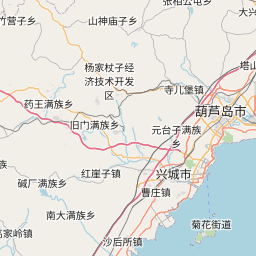 张相公屯乡
竹营子乡
山神庙子乡
大兴
塔山
杨家杖子经
济技术开发
区
寺儿堡镇
药王满族乡
葫芦岛市
旧门满族乡
元台子满族
乡
红崖子镇
兴城市
碱厂满族乡
曹庄镇
南大满族乡
菊花街道
高家岭镇
沙后所镇